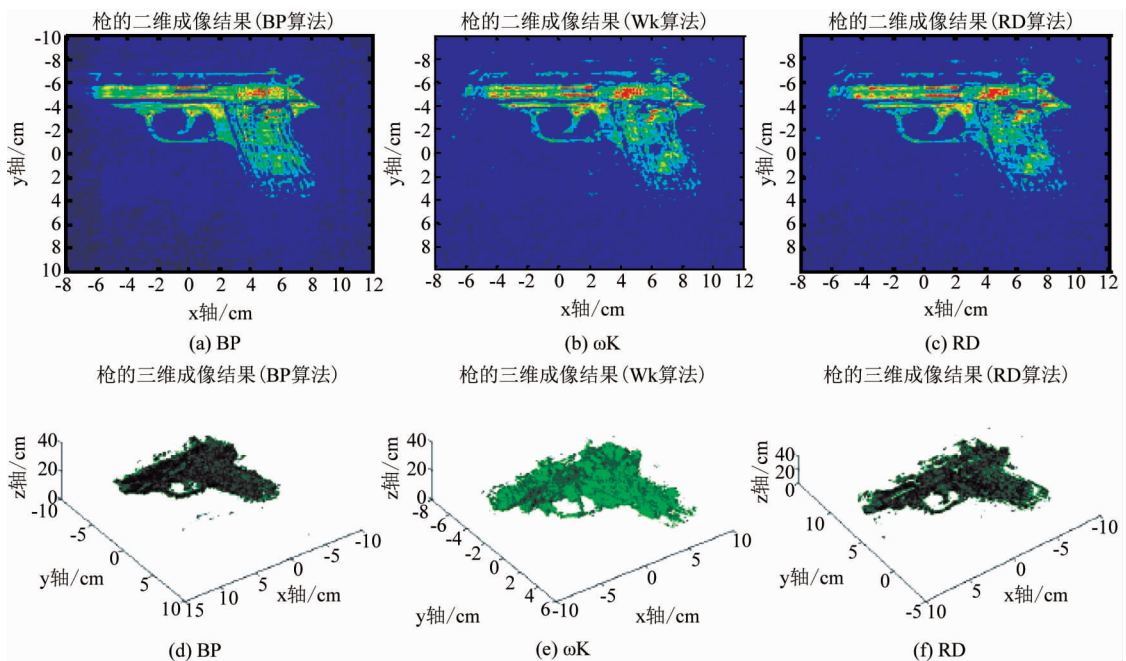 枪的二维成像结果(BP算法)
-10
-8
-6
-4
-2
0
2
4
6
8
10
y轴/cm
-8 -6 -4 -2 0 2 4 6 8 10 12
x轴/cm
(a) BP
枪的二维成像结果(Wk算法)
-8
-6
-4
-2
0
2
4
6
8
y轴/cm
-8 -6 -4 -2 0 2 4 6 8 10 12
x轴/cm
(b) ωK
枪的二维成像结果(RD算法)
-8
-6
-4
-2
0
2
4
6
8
y轴/cm
-8 -6 -4 -2 0 2 4 6 8 10 12
x轴/cm
(c) RD
枪的三维成像结果(BP算法)
z轴/cm
40
20
0
-10
-5
0
5
10
y轴/cm
15
10
5
0
-5
-10
x轴/cm
(d) BP
枪的三维成像结果(Wk算法)
z轴/cm
40
20
0
-8
-6
-4
-2
0
2
4
6
y轴/cm
-10
-5
0
5
10
x轴/cm
(e) ωK
枪的三维成像结果(RD算法)
z轴/cm
40
20
0
10
5
0
-5
y轴/cm
10
5
0
-5
-10
x轴/cm
(f) RD